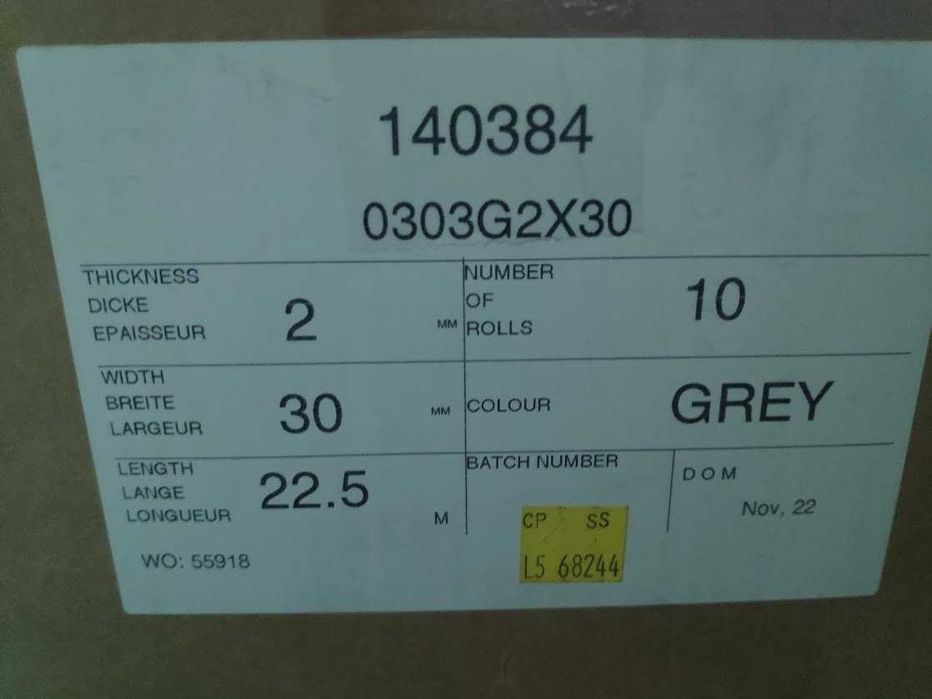 140384
0303G2X30
THICKNESS
DICKE
EPAISSEUR
2
MM
NUMBER
OF
ROLLS
10
WIDTH
BREITE
LARGEUR
30
MM
COLOUR
GREY
LENGTH
LANGE
LONGUEUR
22.5
M
BATCH NUMBER
CP SS
L5 68244
D O M
Nov, 22
WO: 55918